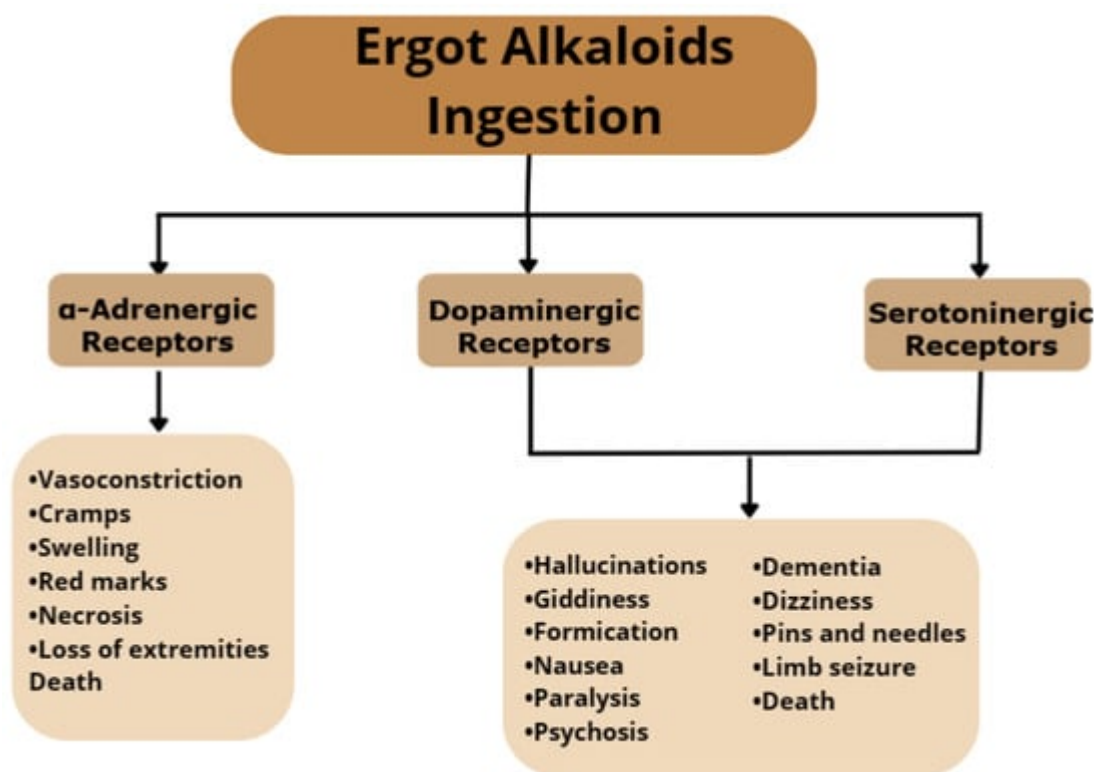 Ergot Alkaloids
Ingestion
α-Adrenergic
Receptors
Dopaminergic
Receptors
Serotoninergic
Receptors
•Vasoconstriction
•Cramps
•Swelling
•Red marks
•Necrosis
•Loss of extremities
Death
•Hallucinations
•Giddiness
•Formication
•Nausea
•Paralysis
•Psychosis
•Dementia
•Dizziness
•Pins and needles
•Limb seizure
•Death